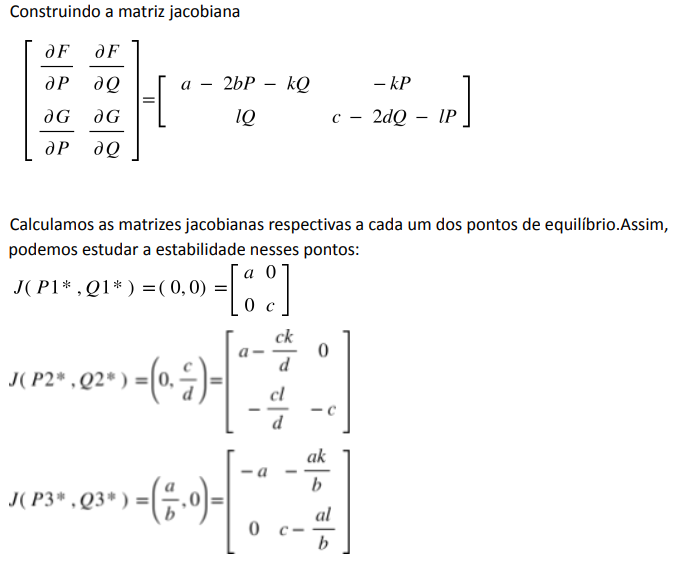 Construindo a matriz jacobiana
[ ∂F/∂P ∂F/∂Q ; ∂G/∂P ∂G/∂Q ] = [ a − 2bP − kQ − kP ; lQ c − 2dQ − lP ]
Calculamos as matrizes jacobianas respectivas a cada um dos pontos de equilíbrio.Assim,
podemos estudar a estabilidade nesses pontos:
J( P1* , Q1* ) = ( 0, 0) = [ a 0 ; 0 c ]
J( P2* , Q2* ) = ( 0, c/d ) = [ a − ck/d 0 ; − cl/d − c ]
J( P3* , Q3* ) = ( a/b , 0 ) = [ − a − ak/b ; 0 c − al/b ]